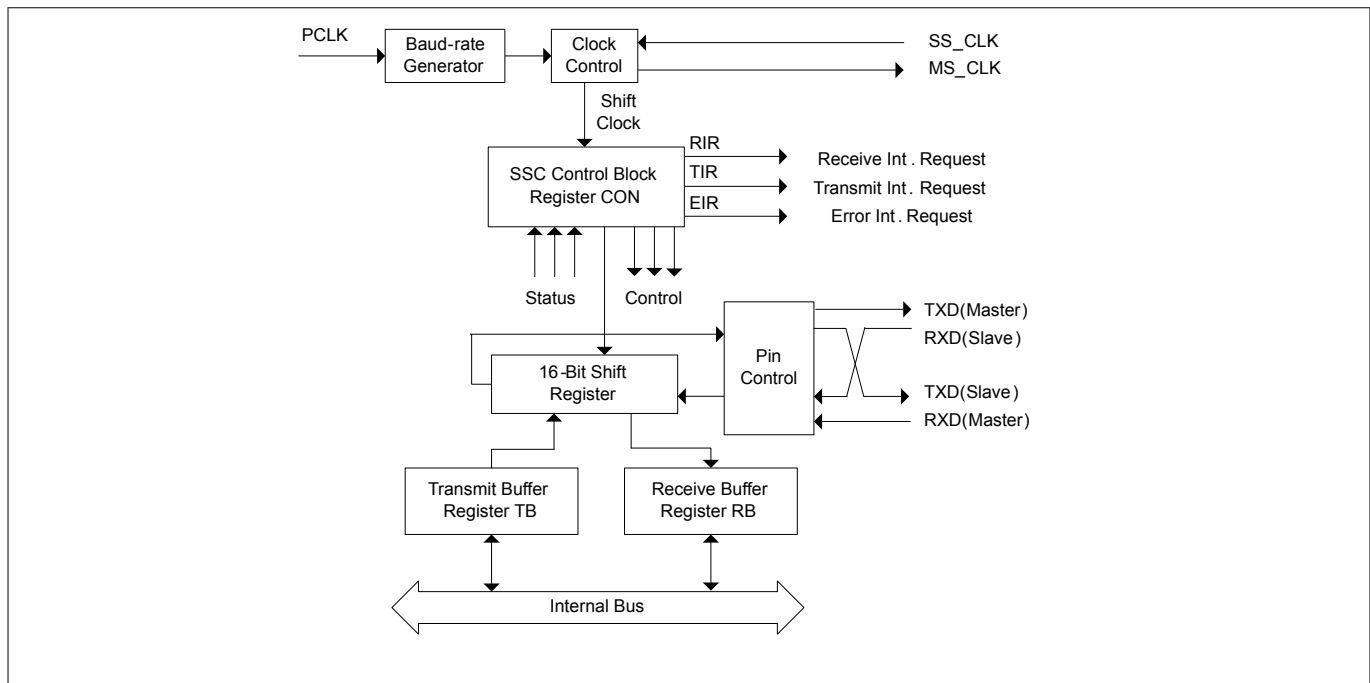 PCLK
Baud-rate
Generator
Clock
Control
SS_CLK
MS_CLK
Shift
Clock
SSC Control Block
Register CON
RIR
Receive Int. Request
TIR
Transmit Int. Request
EIR
Error Int. Request
Status
Control
Pin
Control
TXD(Master)
RXD(Slave)
TXD(Slave)
RXD(Master)
16-Bit Shift
Register
Transmit Buffer
Register TB
Receive Buffer
Register RB
Internal Bus